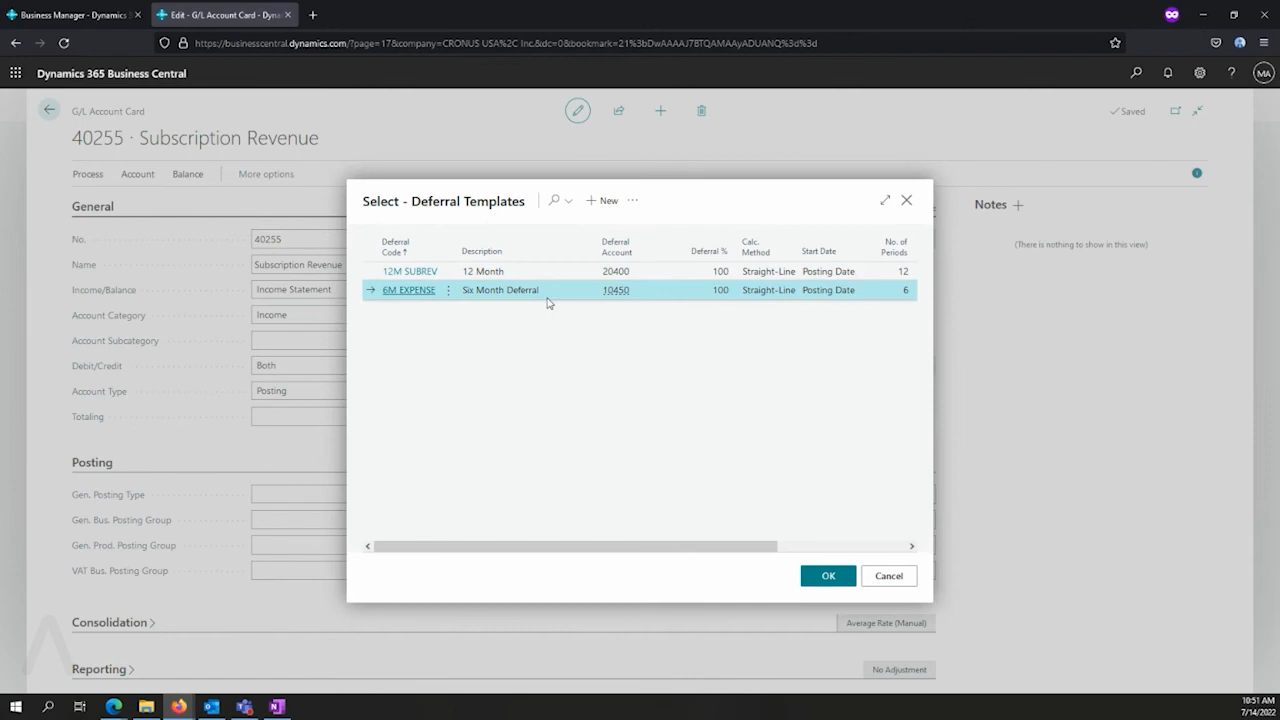 Business Manager - Dynamics
Edit - G/L Account Card - Dyna
https://businesscentral.dynamics.com/?page=17&company=CRONUS USA%2C Inc.&dc=0&bookmark=21%3bDwAAAAJ7BTQAMAAyADUANQ%3d%3d
Dynamics 365 Business Central
MA
G/L Account Card
Saved
40255 · Subscription Revenue
Process Account Balance More options
General
No. 40255
Name Subscription Revenue
Income/Balance Income Statement
Account Category Income
Account Subcategory
Debit/Credit Both
Account Type Posting
Totaling
Posting
Gen. Posting Type
Gen. Bus. Posting Group
Gen. Prod. Posting Group
VAT Bus. Posting Group
Consolidation Average Rate (Manual)
Reporting No Adjustment
Notes
(There is nothing to show in this view)
Select - Deferral Templates New
Deferral Code Description Deferral Account Deferral % Calc. Method Start Date No. of Periods
12M SUBREV 12 Month 20400 100 Straight-Line Posting Date 12
6M EXPENSE Six Month Deferral 10450 100 Straight-Line Posting Date 6
OK Cancel
10:51 AM
7/14/2022